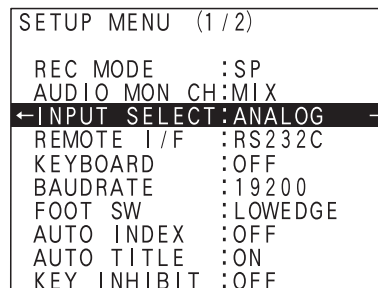 SETUP MENU (1/2)
REC MODE :SP
AUDIO MON CH:MIX
←INPUT SELECT:ANALOG –
REMOTE I/F :RS232C
KEYBOARD :OFF
BAUDRATE :19200
FOOT SW :LOWEDGE
AUTO INDEX :OFF
AUTO TITLE :ON
KEY INHIBIT :OFF